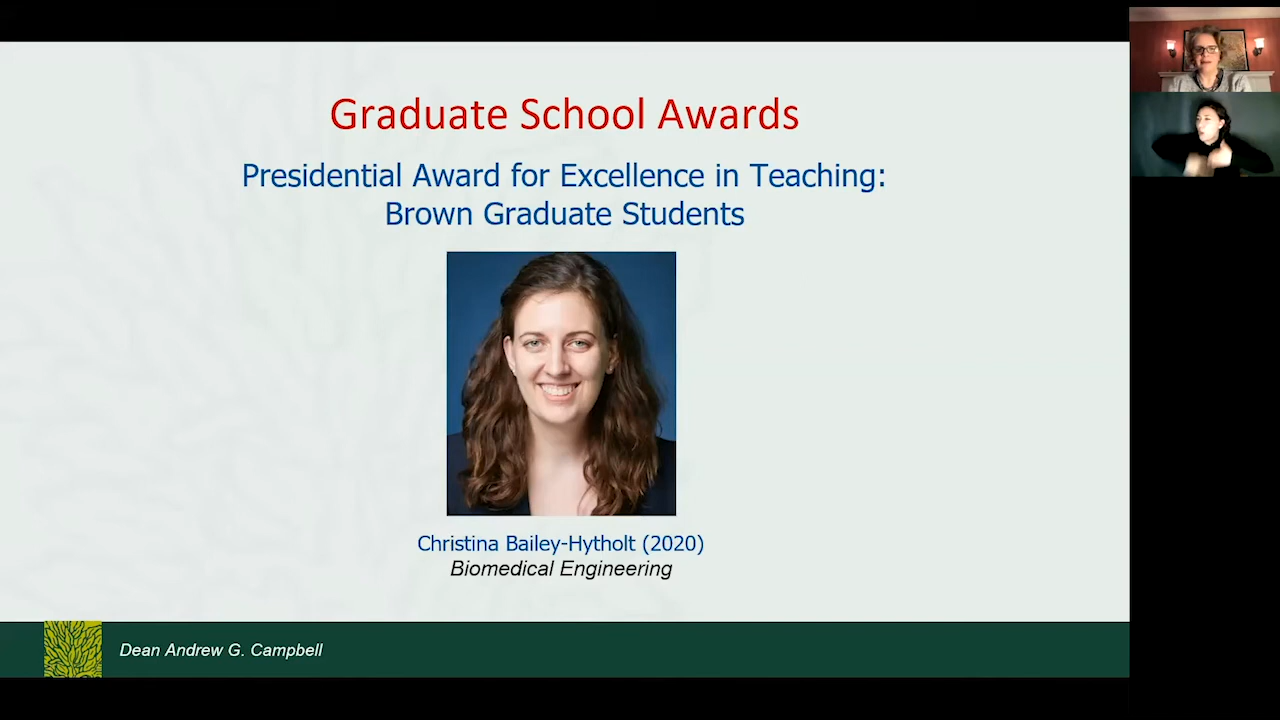 Graduate School Awards
Presidential Award for Excellence in Teaching:
Brown Graduate Students
Christina Bailey-Hytholt (2020)
Biomedical Engineering
Dean Andrew G. Campbell